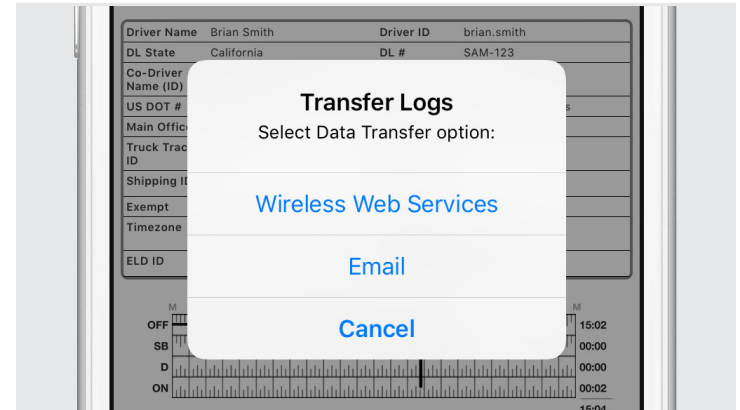 Driver Name Brian Smith Driver ID brian.smith
DL State California DL # SAM-123
Co-Driver
Name (ID)
US DOT #
Main Office
Truck Trac
ID
Shipping ID
Exempt
Timezone
ELD ID
Transfer Logs
Select Data Transfer option:
Wireless Web Services
Email
Cancel
M M
OFF 15:02
SB 00:00
D 00:00
ON 00:02
15:04